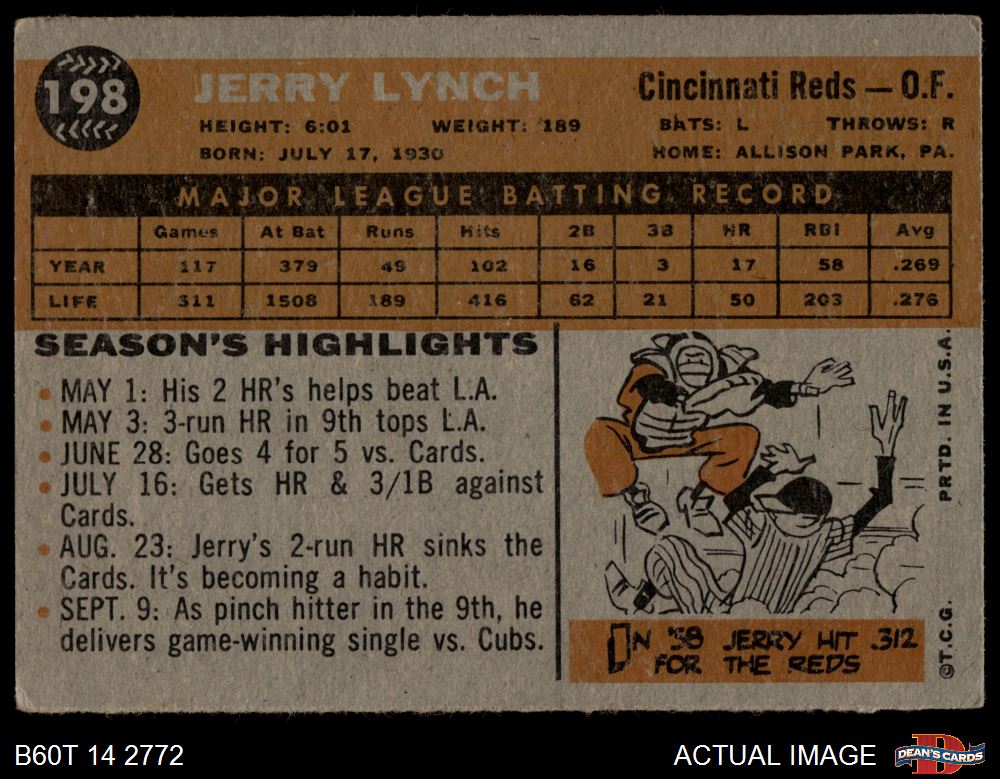 198
JERRY LYNCH
Cincinnati Reds — O.F.
HEIGHT: 6:01 WEIGHT: 189 BATS: L THROWS: R
BORN: JULY 17, 1930 HOME: ALLISON PARK, PA.
MAJOR LEAGUE BATTING RECORD
Games At Bat Runs Hits 2B 3B HR RBI Avg
YEAR 117 379 49 102 16 3 17 58 .269
LIFE 311 1508 189 416 62 21 50 203 .276
SEASON'S HIGHLIGHTS
• MAY 1: His 2 HR's helps beat L.A.
• MAY 3: 3-run HR in 9th tops L.A.
• JUNE 28: Goes 4 for 5 vs. Cards.
• JULY 16: Gets HR & 3/1B against
Cards.
• AUG. 23: Jerry's 2-run HR sinks the
Cards. It's becoming a habit.
• SEPT. 9: As pinch hitter in the 9th, he
delivers game-winning single vs. Cubs.
IN '58 JERRY HIT .312
FOR THE REDS
©T.C.G. PRTD. IN U.S.A.
B60T 14 2772
ACTUAL IMAGE
DEAN'S CARDS